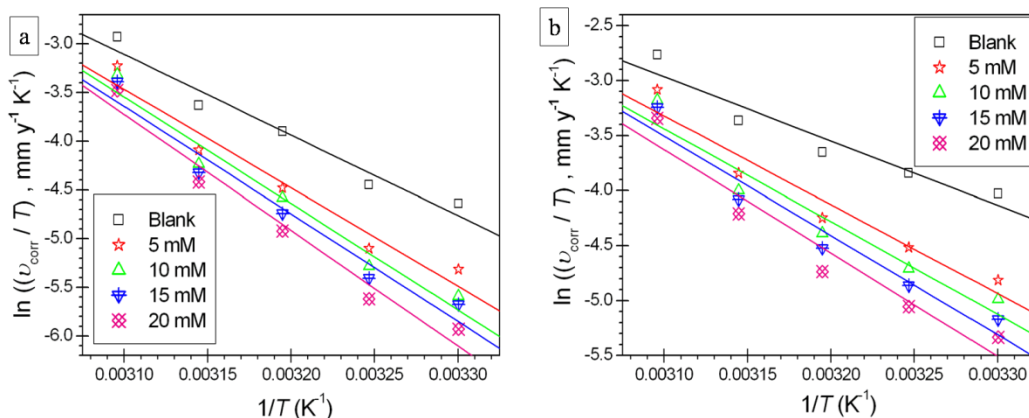 a
-3.0
-3.5
-4.0
-4.5
-5.0
-5.5
-6.0
ln ((υcorr / T) , mm y-1 K-1)
Blank
5 mM
10 mM
15 mM
20 mM
0.00310
0.00315
0.00320
0.00325
0.00330
1/T (K-1)
b
-2.5
-3.0
-3.5
-4.0
-4.5
-5.0
-5.5
ln ((υcorr / T) , mm y-1 K-1)
Blank
5 mM
10 mM
15 mM
20 mM
0.00310
0.00315
0.00320
0.00325
0.00330
1/T (K-1)